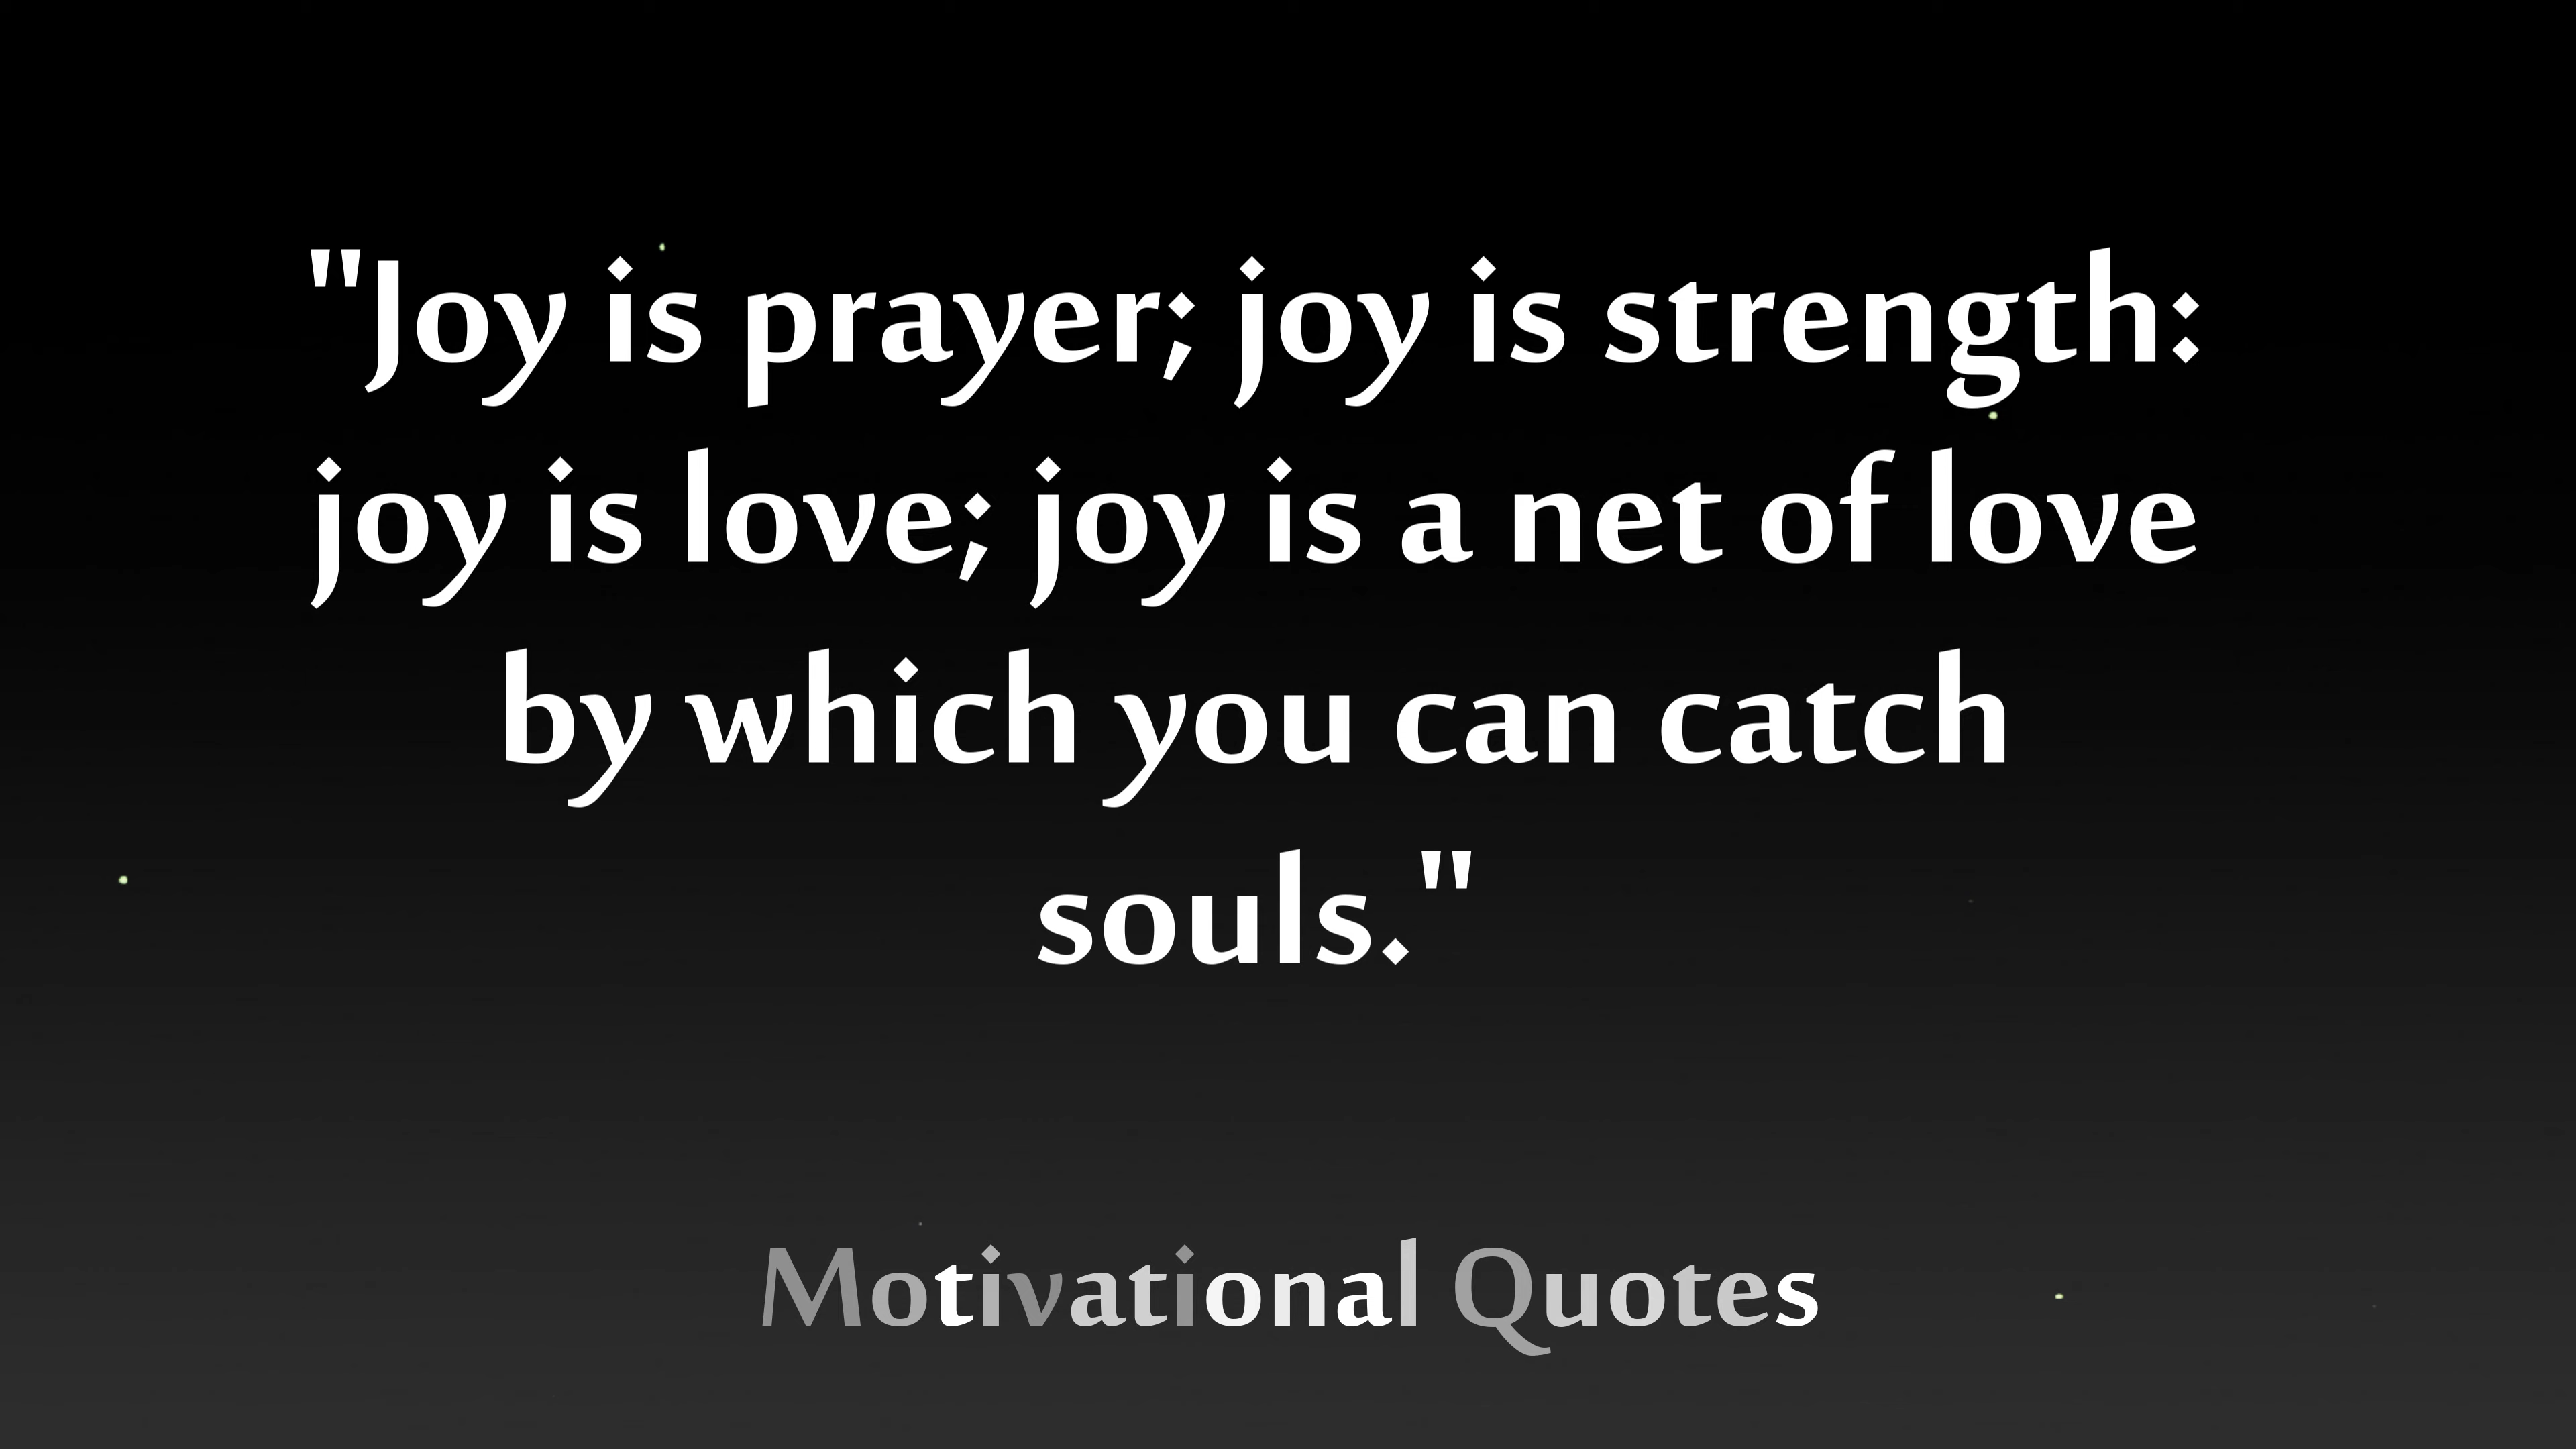 "Joy is prayer; joy is strength:
joy is love; joy is a net of love
by which you can catch
souls."
Motivational Quotes